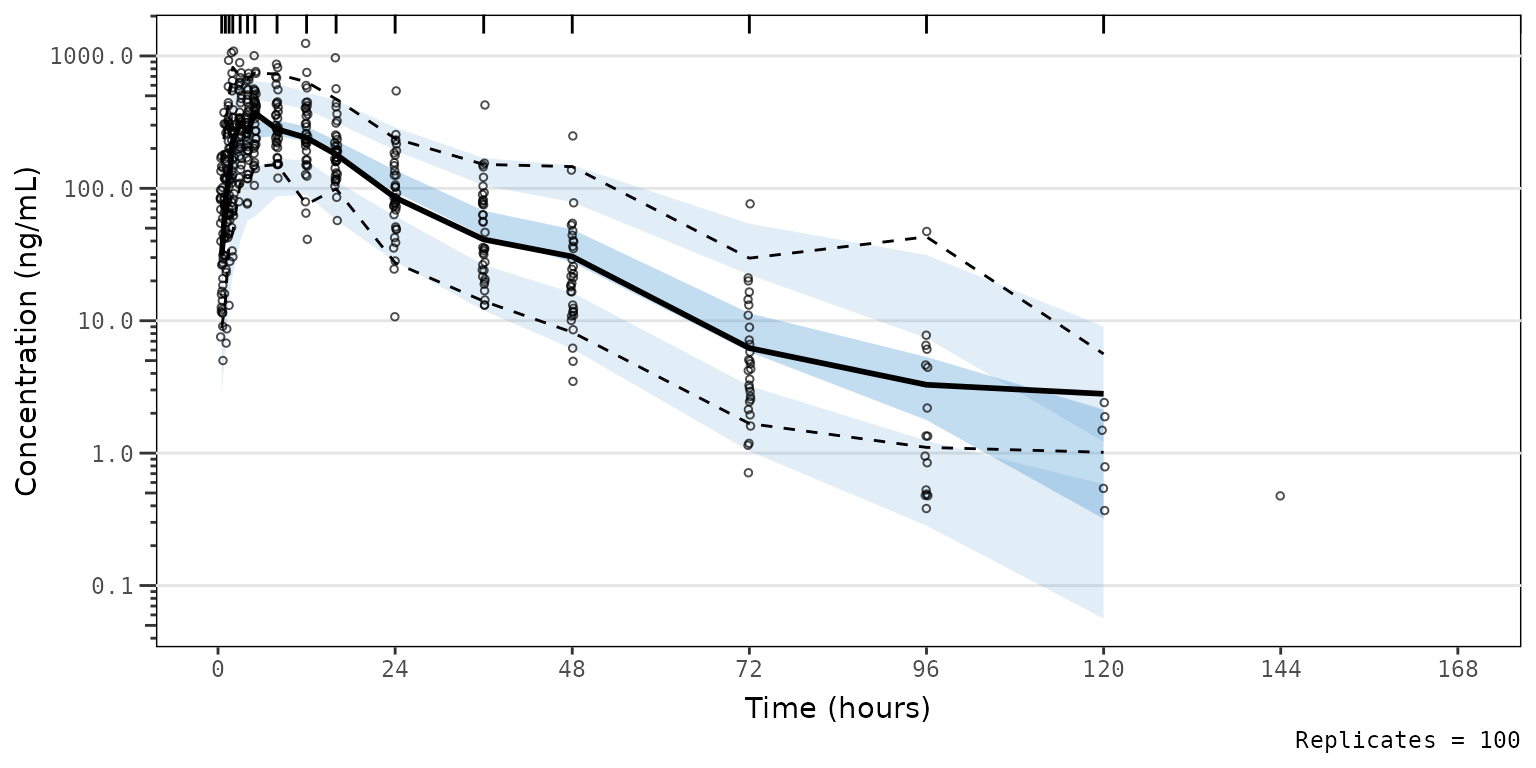 Concentration (ng/mL)
1000.0
100.0
10.0
1.0
0.1
0 24 48 72 96 120 144 168
Time (hours)
Replicates = 100